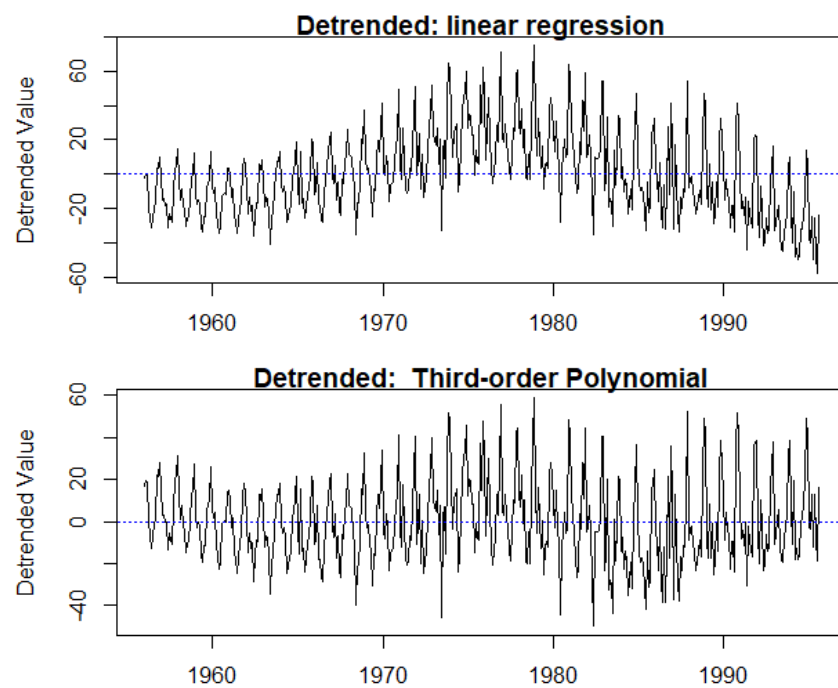 Detrended: linear regression
Detrended Value
60
20
-20
-60
1960 1970 1980 1990
Detrended:  Third-order Polynomial
Detrended Value
60
20
0
-40
1960 1970 1980 1990